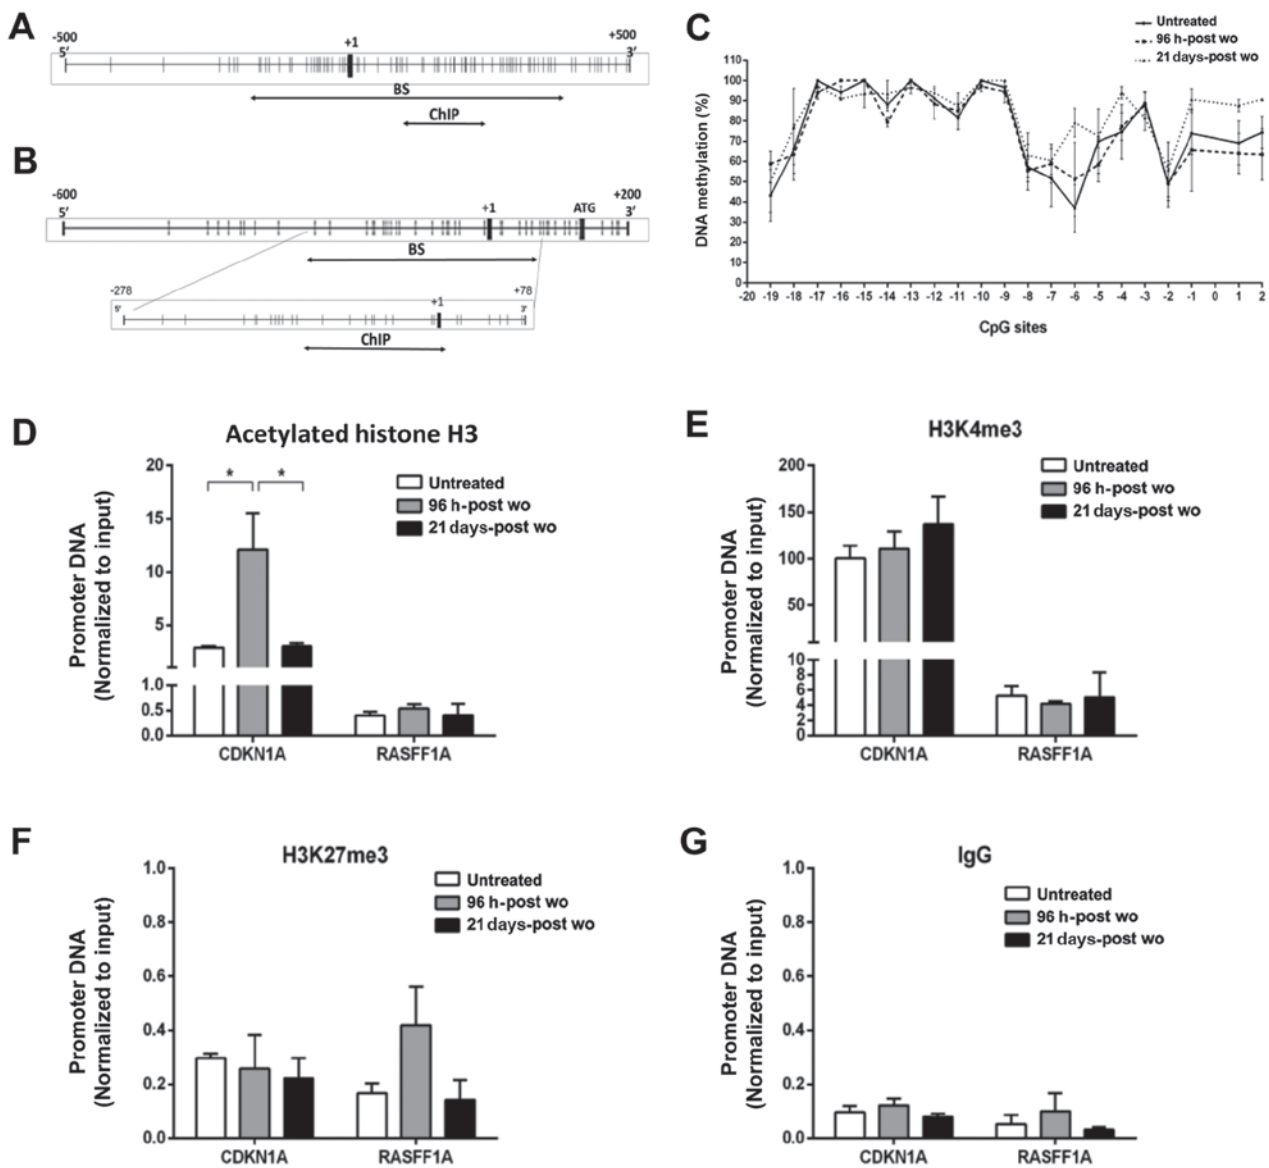 A
-500
5'
+1
+500
3'
BS
ChIP
B
-600
5'
+1
ATG
+200
3'
BS
-278
5'
+1
+78
3'
ChIP
C
Untreated
96 h-post wo
21 days-post wo
DNA methylation (%)
110
100
90
80
70
60
50
40
30
20
10
0
-20 -19 -18 -17 -16 -15 -14 -13 -12 -11 -10 -9 -8 -7 -6 -5 -4 -3 -2 -1 0 1 2
CpG sites
D
Acetylated histone H3
Promoter DNA
(Normalized to input)
20
15
10
5
1.0
0.5
0.0
* *
Untreated
96 h-post wo
21 days-post wo
CDKN1A RASFF1A
E
H3K4me3
Promoter DNA
(Normalized to input)
200
150
100
50
10
8
6
4
2
0
Untreated
96 h-post wo
21 days-post wo
CDKN1A RASFF1A
F
H3K27me3
Promoter DNA
(Normalized to input)
1.0
0.8
0.6
0.4
0.2
0.0
Untreated
96 h-post wo
21 days-post wo
CDKN1A RASFF1A
G
IgG
Promoter DNA
(Normalized to input)
1.0
0.8
0.6
0.4
0.2
0.0
Untreated
96 h-post wo
21 days-post wo
CDKN1A RASFF1A